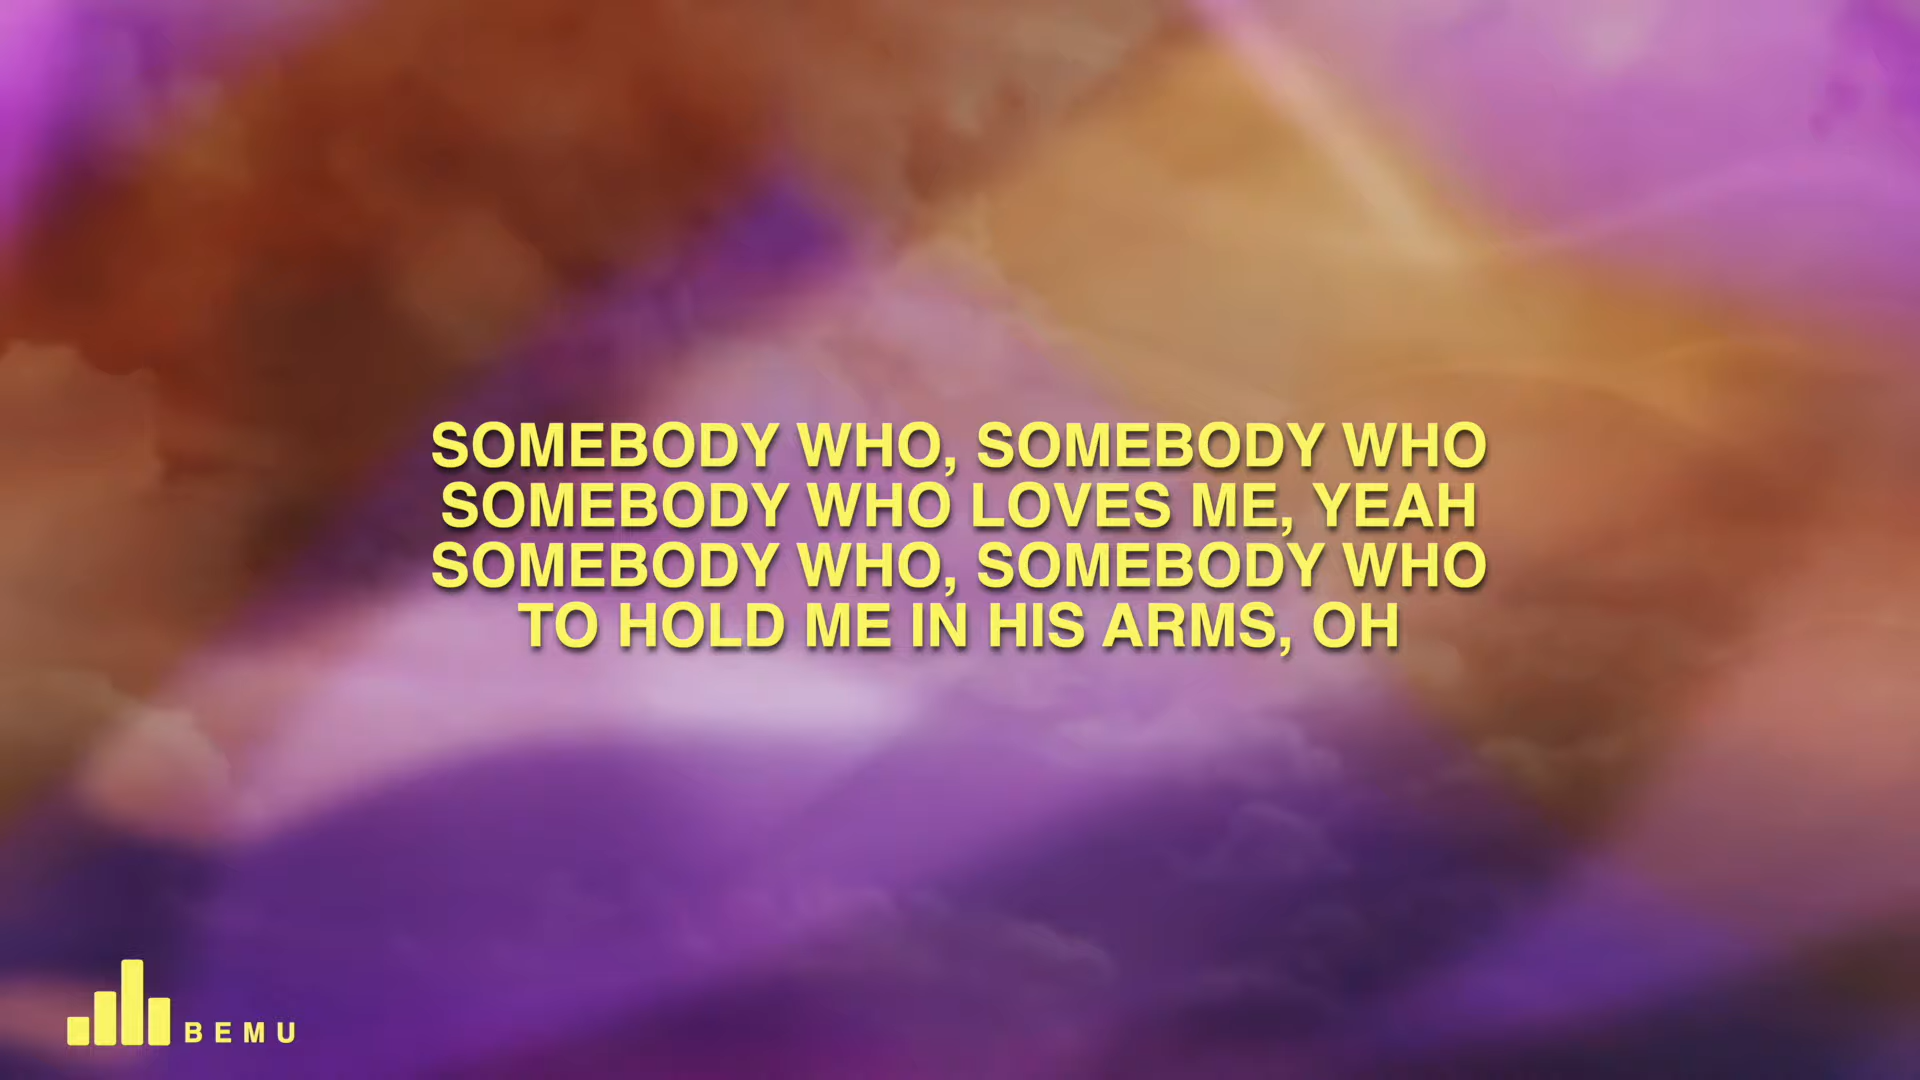 SOMEBODY WHO, SOMEBODY WHO
SOMEBODY WHO LOVES ME, YEAH
SOMEBODY WHO, SOMEBODY WHO
TO HOLD ME IN HIS ARMS, OH
BEMU